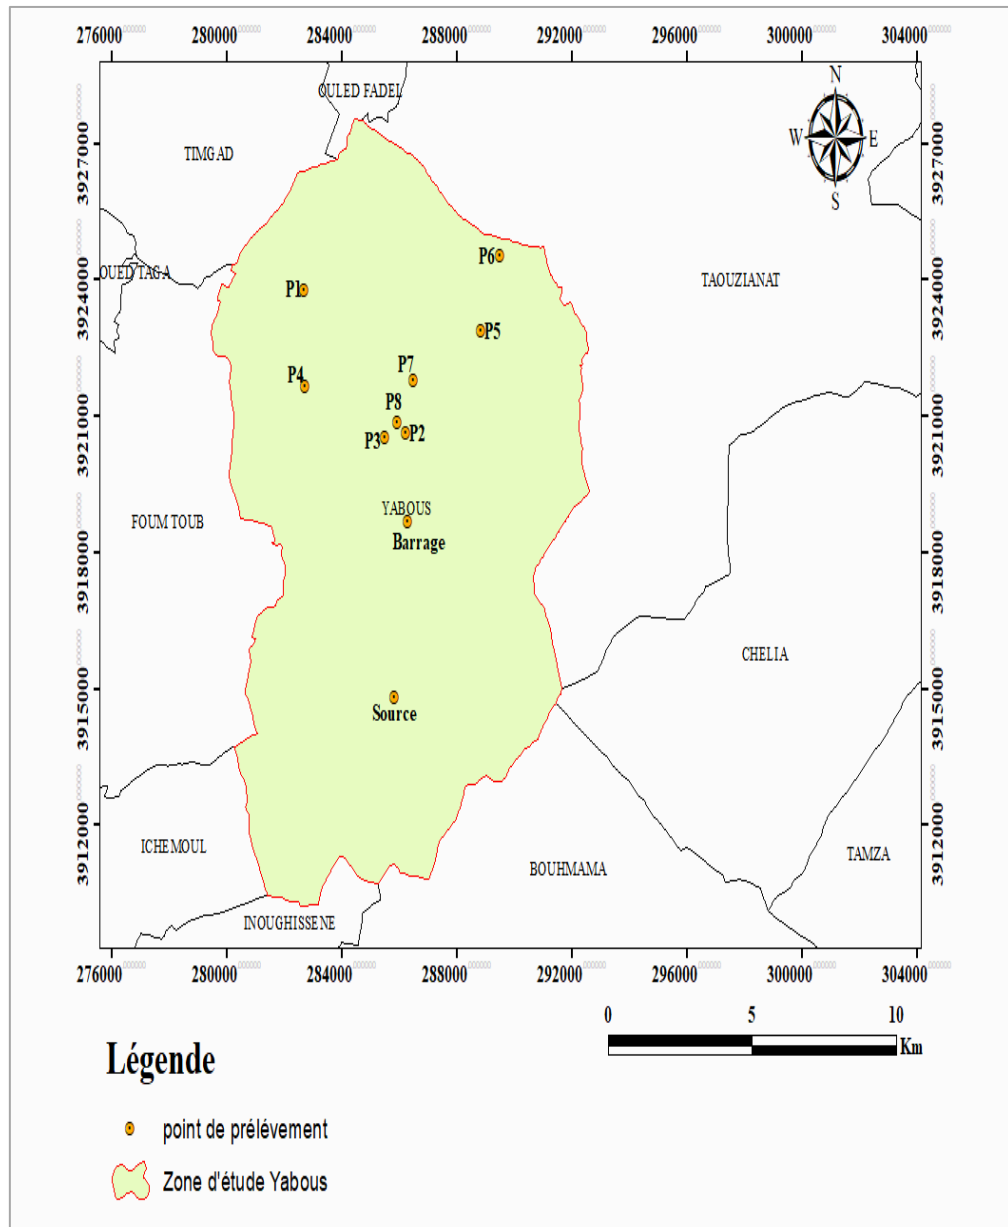 276000 280000 284000 288000 292000 296000 300000 304000
OULED FADEL
N
W E
S
TIMGAD
3927000 3927000
OUED TAGA
TAOUZIANAT
P6
3924000 3924000
P1
P5
P7
P4
P8
3921000 3921000
P3 P2
YABOUS
FOUM TOUB
Barrage
3918000 3918000
CHELIA
3915000 3915000
Source
ICHEMOUL
3912000 3912000
BOUHMAMA
TAMZA
INOUGHISSENE
276000 280000 284000 288000 292000 296000 300000 304000
0 5 10
Km
Légende
point de prélévement
Zone d'étude Yabous